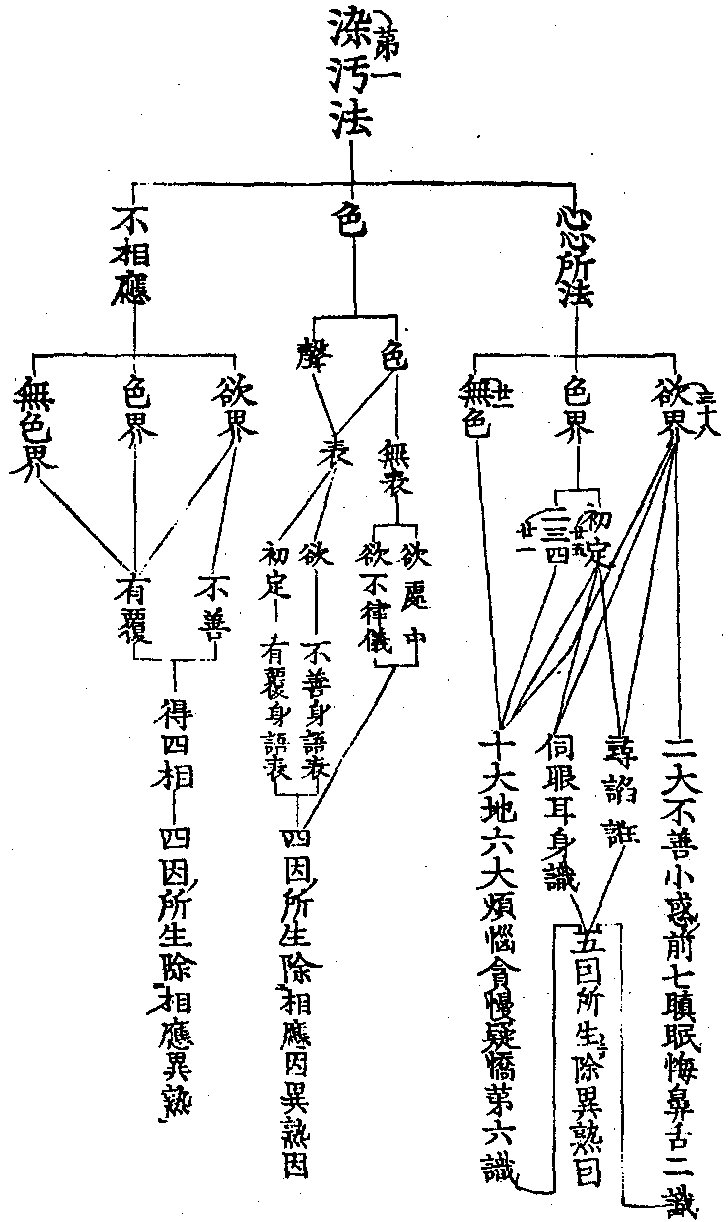 染汚法
第一
心心所法
色
不相應
欲界
三十八
色界
無色
廿一
色
聲
欲界
色界
無色界
無表
表
初定
廿五
二三四
廿一
欲處中
欲不律儀
欲
初定
不善
有覆
不善身語表
有覆身語表
得四相
二大不善小惑前七瞋眠悔鼻舌二識
尋諂誑
伺眼耳身識
十大地六大煩惱貪慢疑憍第六識
五因所生除異熟因
四因所生除相應因異熟因
四因所生除相應異熟